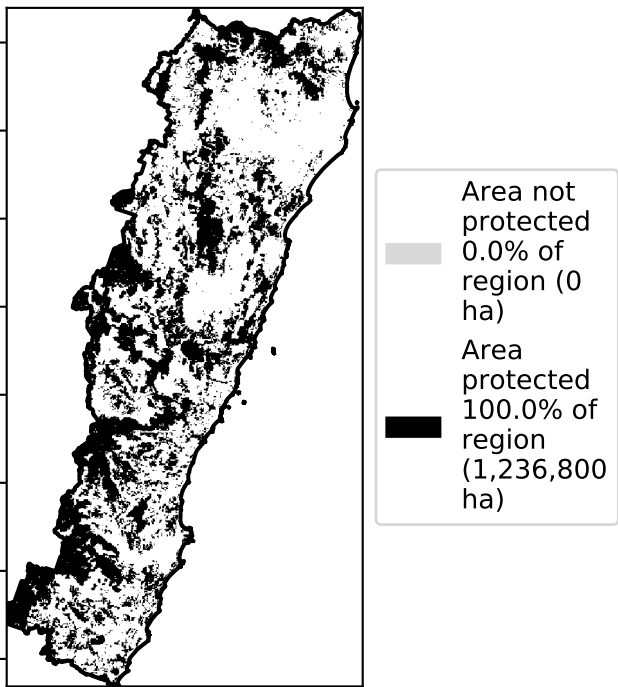 Area not
protected
0.0% of
region (0
ha)
Area
protected
100.0% of
region
(1,236,800
ha)